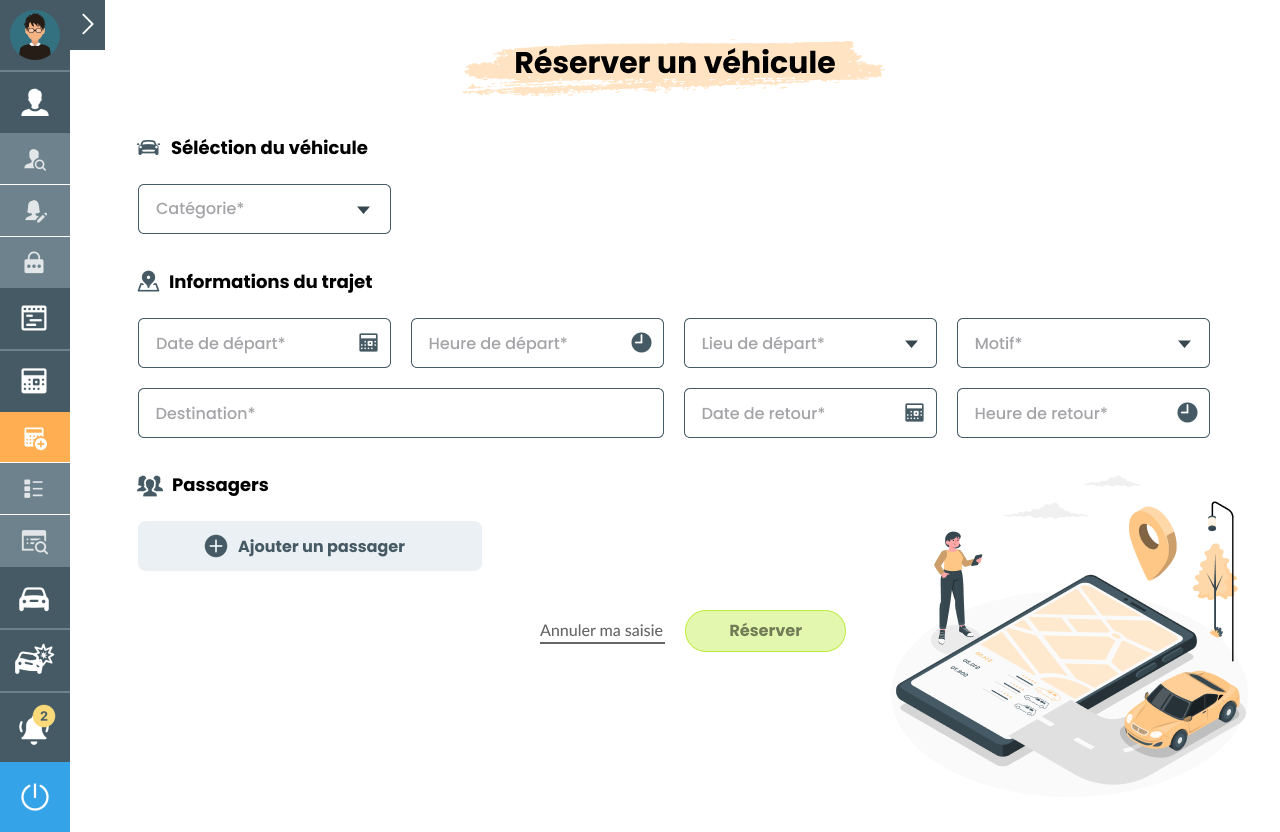 Réserver un véhicule
Séléction du véhicule
Catégorie*
Informations du trajet
Date de départ*
Heure de départ*
Lieu de départ*
Motif*
Destination*
Date de retour*
Heure de retour*
Passagers
Ajouter un passager
Annuler ma saisie
Réserver
2